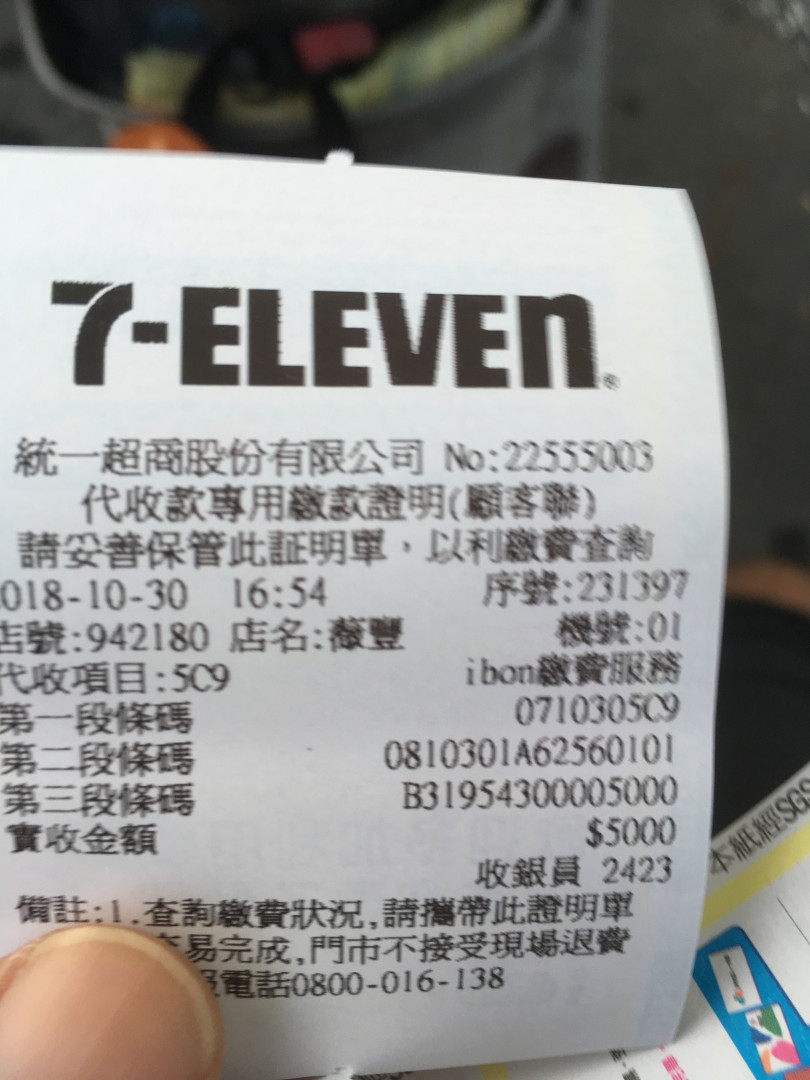 7-ELEVEn®
統一超商股份有限公司 No:22555003
代收款專用繳款證明(顧客聯)
請妥善保管此証明單，以利繳費查詢
018-10-30 16:54 序號:231397
店號:942180 店名:薇豐 機號:01
代收項目:5C9 ibon繳費服務
第一段條碼 0710305C9
第二段條碼 0810301A62560101
第三段條碼 B31954300005000
實收金額 $5000
收銀員 2423
備註:1.查詢繳費狀況,請攜帶此證明單
易完成,門市不接受現場退費
電話0800-016-138
本紙經SGS